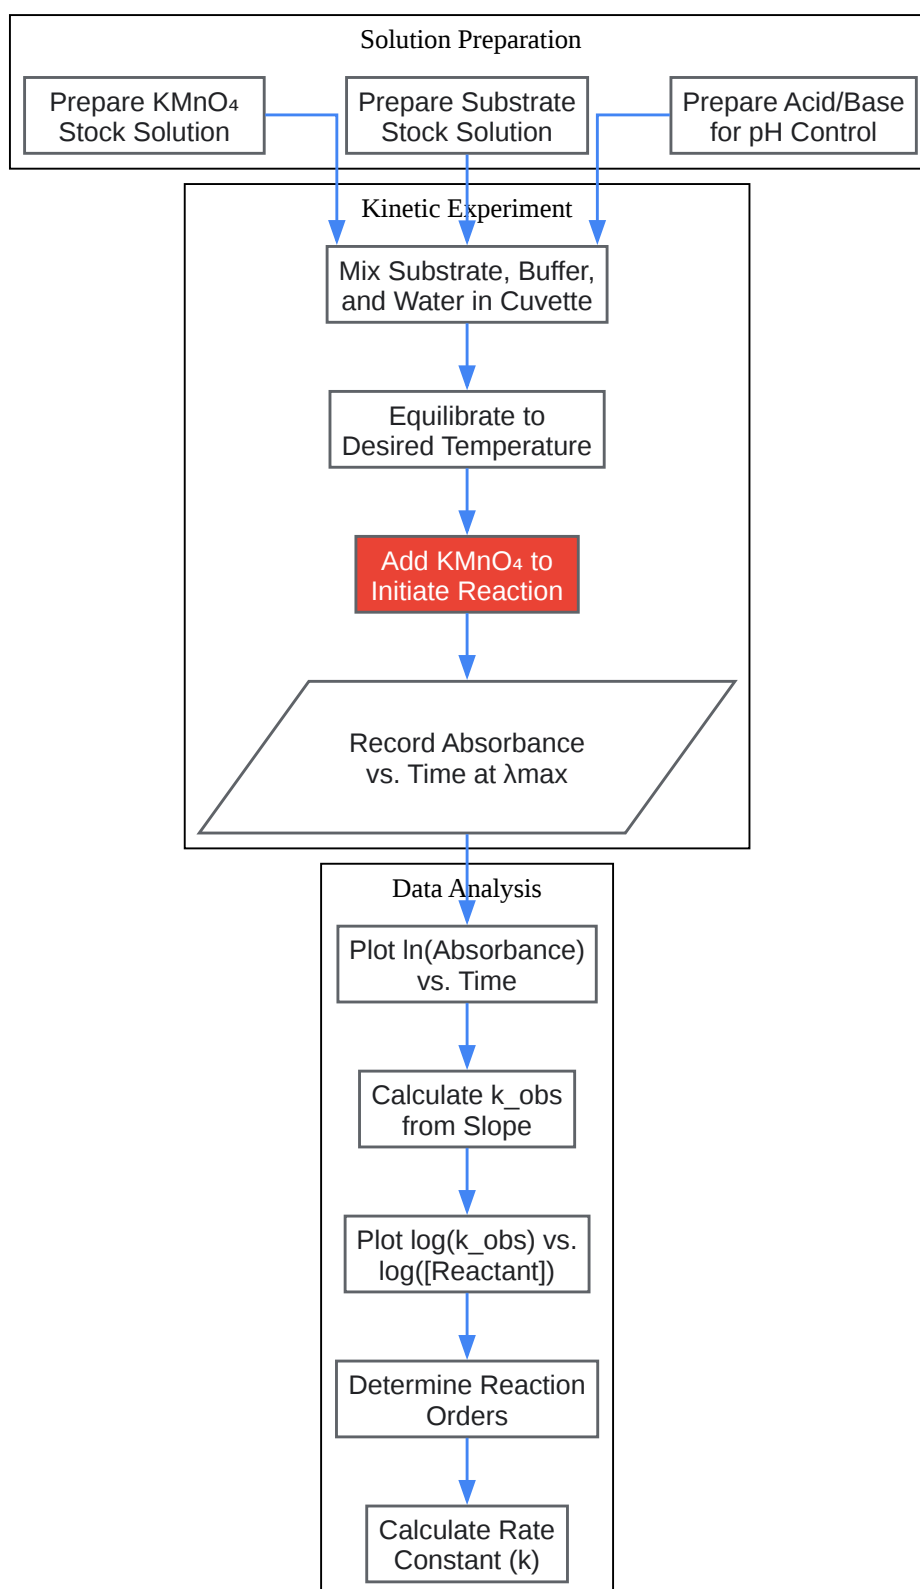 Solution Preparation
Prepare KMnO₄
Stock Solution
Prepare Substrate
Stock Solution
Prepare Acid/Base
for pH Control
Kinetic Experiment
Mix Substrate, Buffer,
and Water in Cuvette
Equilibrate to
Desired Temperature
Add KMnO₄ to
Initiate Reaction
Record Absorbance
vs. Time at λmax
Data Analysis
Plot ln(Absorbance)
vs. Time
Calculate k_obs
from Slope
Plot log(k_obs) vs.
log([Reactant])
Determine Reaction
Orders
Calculate Rate
Constant (k)